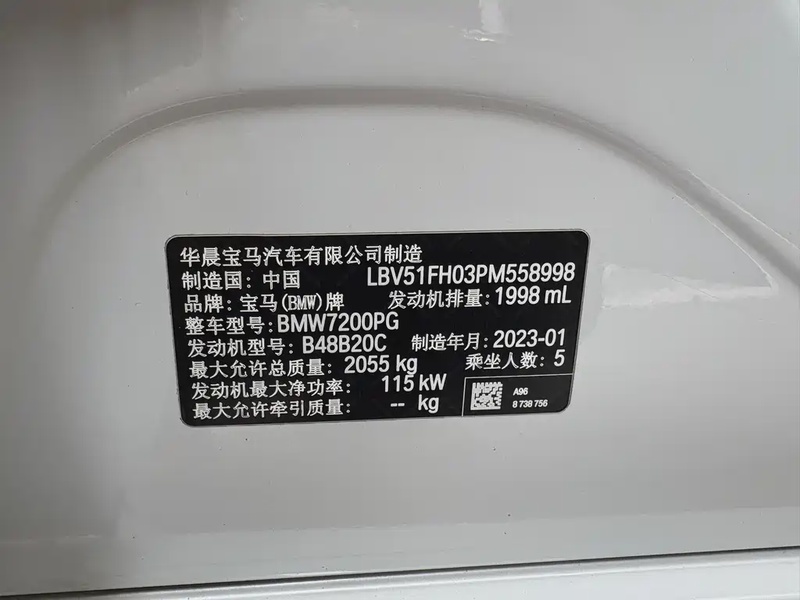 华晨宝马汽车有限公司制造
制造国: 中国 LBV51FH03PM558998
品牌: 宝马(BMW)牌 发动机排量: 1998 mL
整车型号: BMW7200PG
发动机型号: B48B20C 制造年月: 2023-01
最大允许总质量: 2055 kg 乘坐人数: 5
发动机最大净功率: 115 kW
最大允许牵引质量: -- kg
A96
8 738 756